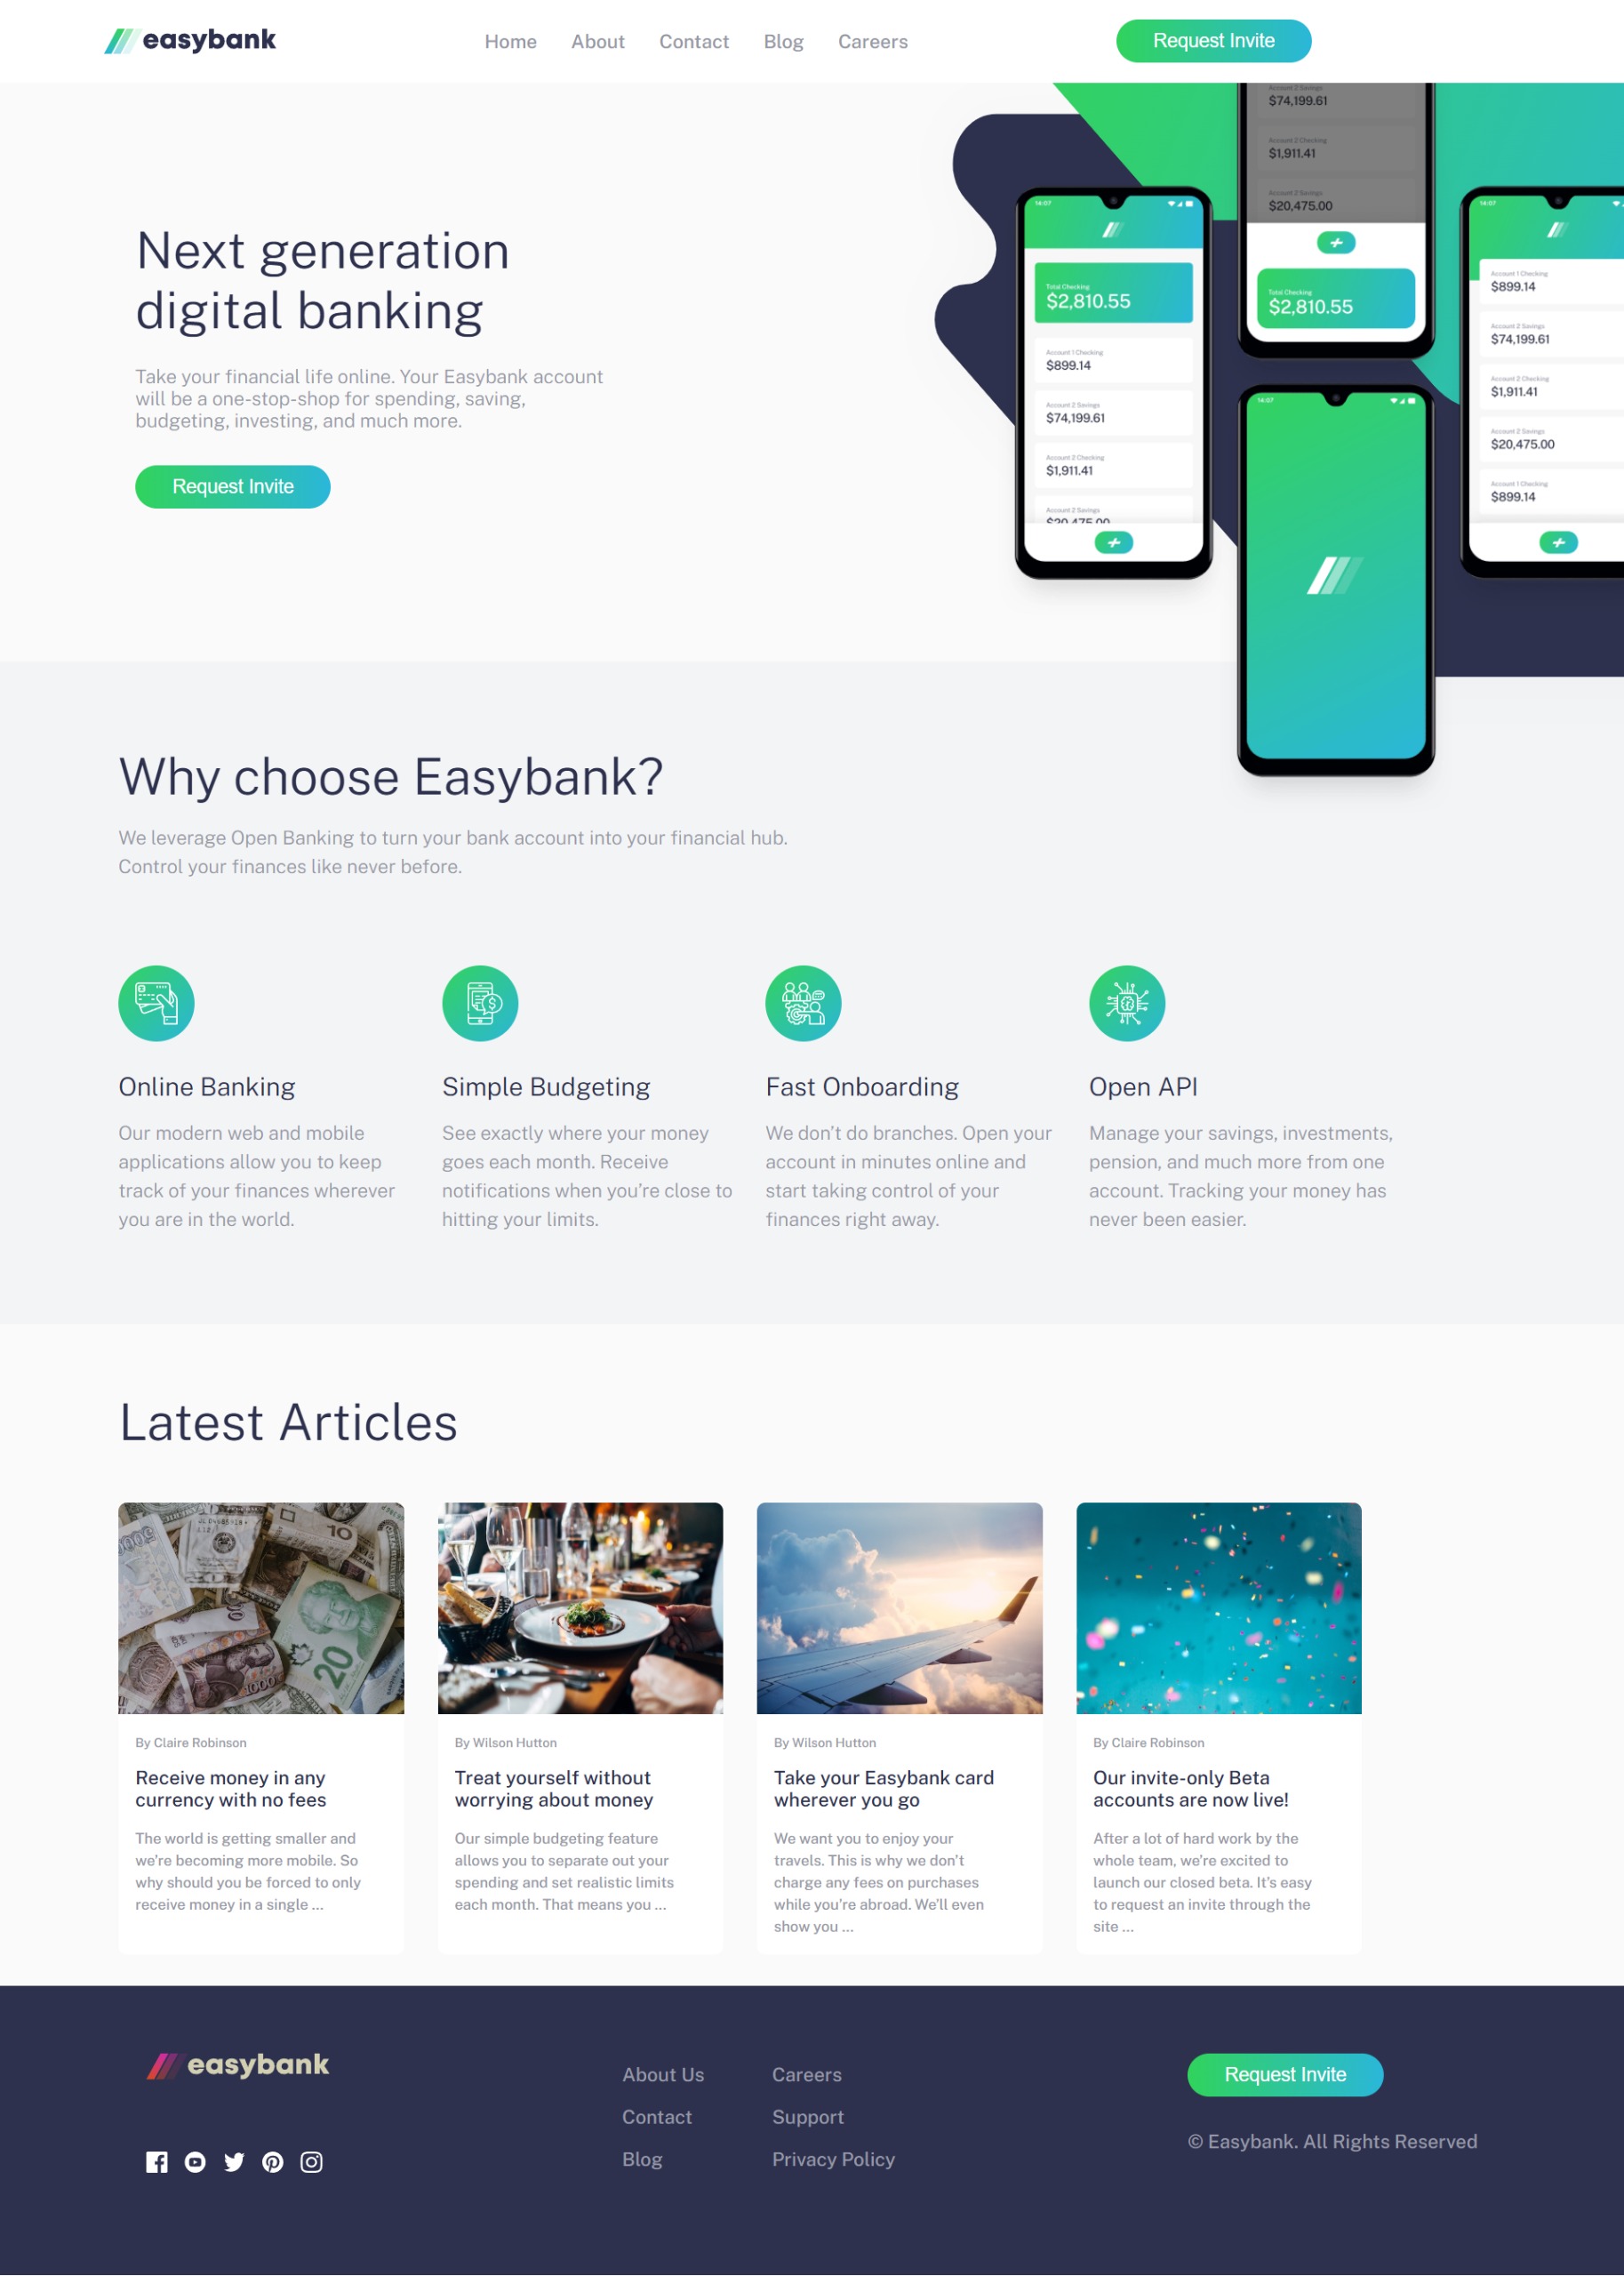 easybank
Home About Contact Blog Careers
Request Invite
Next generation
digital banking
Take your financial life online. Your Easybank account
will be a one-stop-shop for spending, saving,
budgeting, investing, and much more.
Request Invite
14:07
Total Checking
$2,810.55
Account 1 Checking
$899.14
Account 2 Savings
$74,199.61
Account 2 Checking
$1,911.41
Account 2 Savings
$20,475.00
Account 2 Savings
$74,199.61
Account 2 Checking
$1,911.41
Account 2 Savings
$20,475.00
Total Checking
$2,810.55
14:07
14:07
Account 1 Checking
$899.14
Account 2 Savings
$74,199.61
Account 2 Checking
$1,911.41
Account 2 Savings
$20,475.00
Account 1 Checking
$899.14
Why choose Easybank?
We leverage Open Banking to turn your bank account into your financial hub.
Control your finances like never before.
Online Banking
Our modern web and mobile
applications allow you to keep
track of your finances wherever
you are in the world.
Simple Budgeting
See exactly where your money
goes each month. Receive
notifications when you’re close to
hitting your limits.
Fast Onboarding
We don’t do branches. Open your
account in minutes online and
start taking control of your
finances right away.
Open API
Manage your savings, investments,
pension, and much more from one
account. Tracking your money has
never been easier.
Latest Articles
10
20
1000
By Claire Robinson
Receive money in any
currency with no fees
The world is getting smaller and
we’re becoming more mobile. So
why should you be forced to only
receive money in a single …
By Wilson Hutton
Treat yourself without
worrying about money
Our simple budgeting feature
allows you to separate out your
spending and set realistic limits
each month. That means you …
By Wilson Hutton
Take your Easybank card
wherever you go
We want you to enjoy your
travels. This is why we don’t
charge any fees on purchases
while you’re abroad. We’ll even
show you …
By Claire Robinson
Our invite-only Beta
accounts are now live!
After a lot of hard work by the
whole team, we’re excited to
launch our closed beta. It’s easy
to request an invite through the
site …
easybank
About Us
Contact
Blog
Careers
Support
Privacy Policy
Request Invite
© Easybank. All Rights Reserved